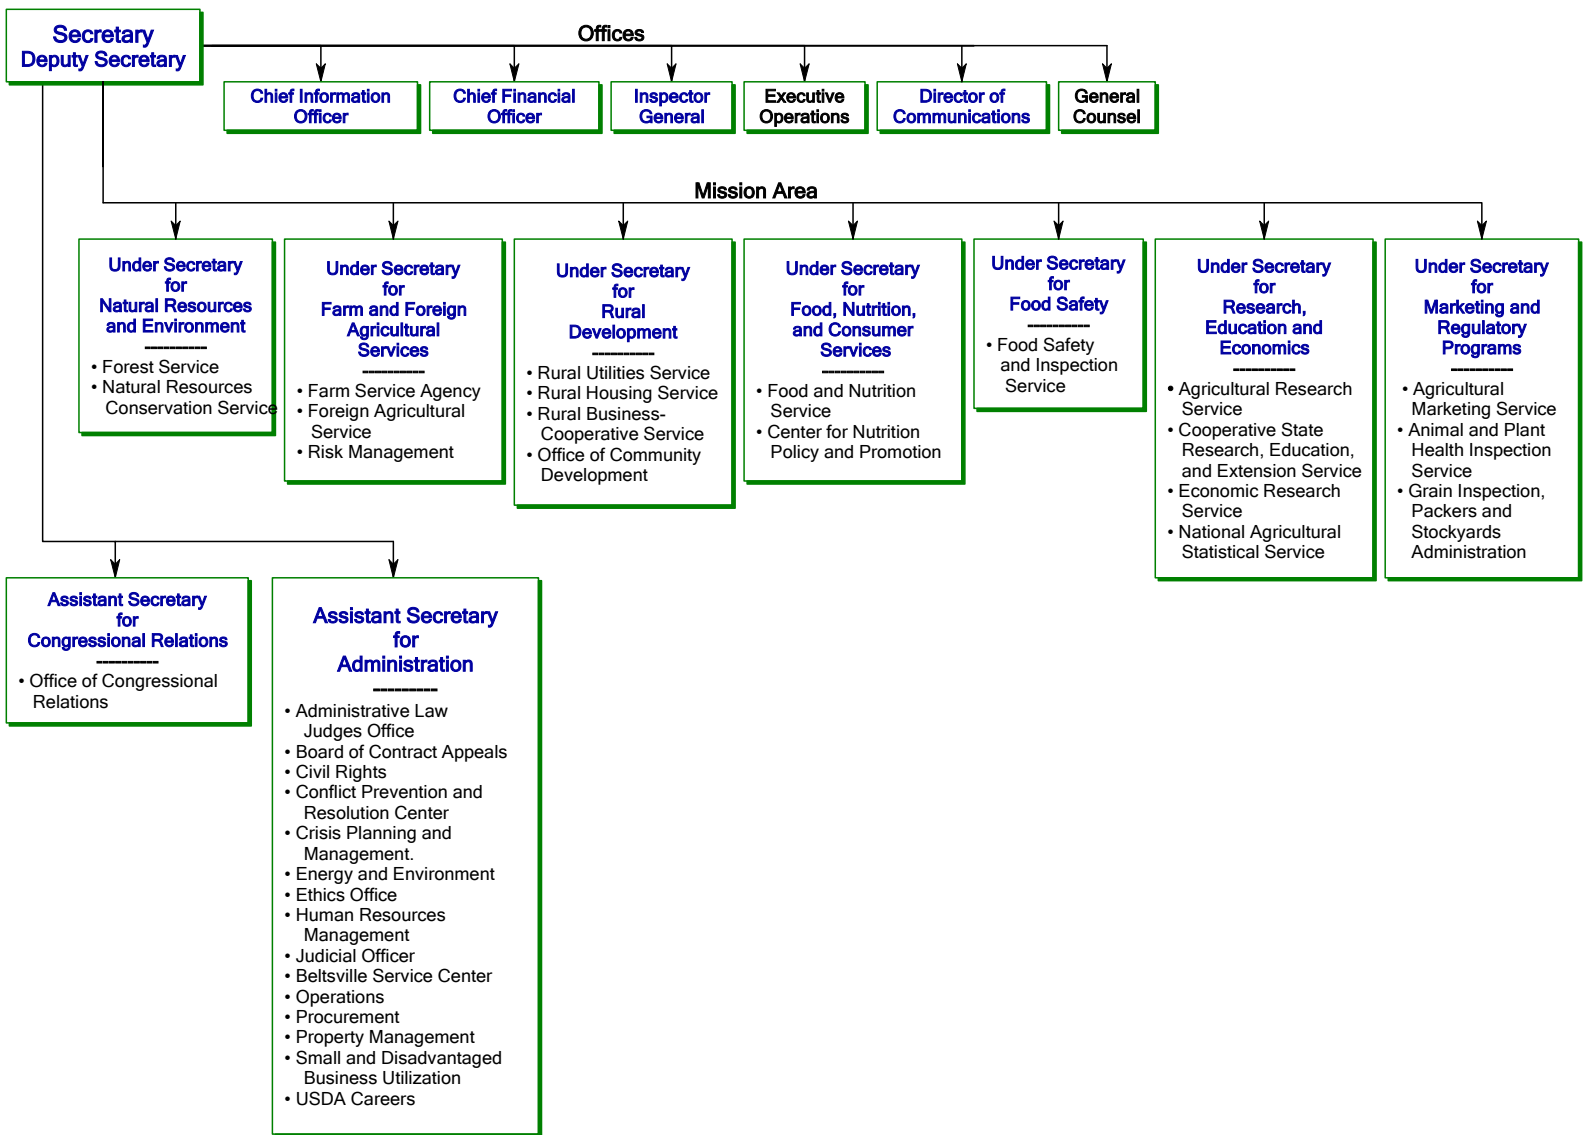 Secretary
Deputy Secretary
Offices
Chief Information
Officer
Chief Financial
Officer
Inspector
General
Executive
Operations
Director of
Communications
General
Counsel
Mission Area
Under Secretary
for
Natural Resources
and Environment
----------
• Forest Service
• Natural Resources
Conservation Service
Under Secretary
for
Farm and Foreign
Agricultural
Services
----------
• Farm Service Agency
• Foreign Agricultural
Service
• Risk Management
Under Secretary
for
Rural
Development
----------
• Rural Utilities Service
• Rural Housing Service
• Rural Business-
Cooperative Service
• Office of Community
Development
Under Secretary
for
Food, Nutrition,
and Consumer
Services
----------
• Food and Nutrition
Service
• Center for Nutrition
Policy and Promotion
Under Secretary
for
Food Safety
----------
• Food Safety
and Inspection
Service
Under Secretary
for
Research,
Education and
Economics
----------
• Agricultural Research
Service
• Cooperative State
Research, Education,
and Extension Service
• Economic Research
Service
• National Agricultural
Statistical Service
Under Secretary
for
Marketing and
Regulatory
Programs
----------
• Agricultural
Marketing Service
• Animal and Plant
Health Inspection
Service
• Grain Inspection,
Packers and
Stockyards
Administration
Assistant Secretary
for
Congressional Relations
----------
• Office of Congressional
Relations
Assistant Secretary
for
Administration
---------
• Administrative Law
Judges Office
• Board of Contract Appeals
• Civil Rights
• Conflict Prevention and
Resolution Center
• Crisis Planning and
Management.
• Energy and Environment
• Ethics Office
• Human Resources
Management
• Judicial Officer
• Beltsville Service Center
• Operations
• Procurement
• Property Management
• Small and Disadvantaged
Business Utilization
• USDA Careers